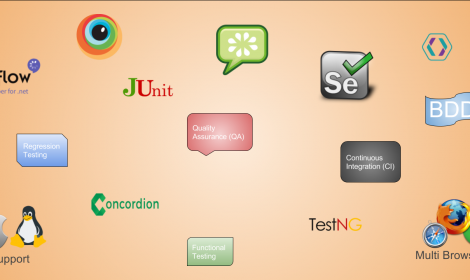 Flow
per for .net
JUnit
Se
BDD
Regression
Testing
Quality
Assurance (QA)
Continuous
Integration (CI)
Concordion
TestNG
Functional
Testing
upport
Multi Brows